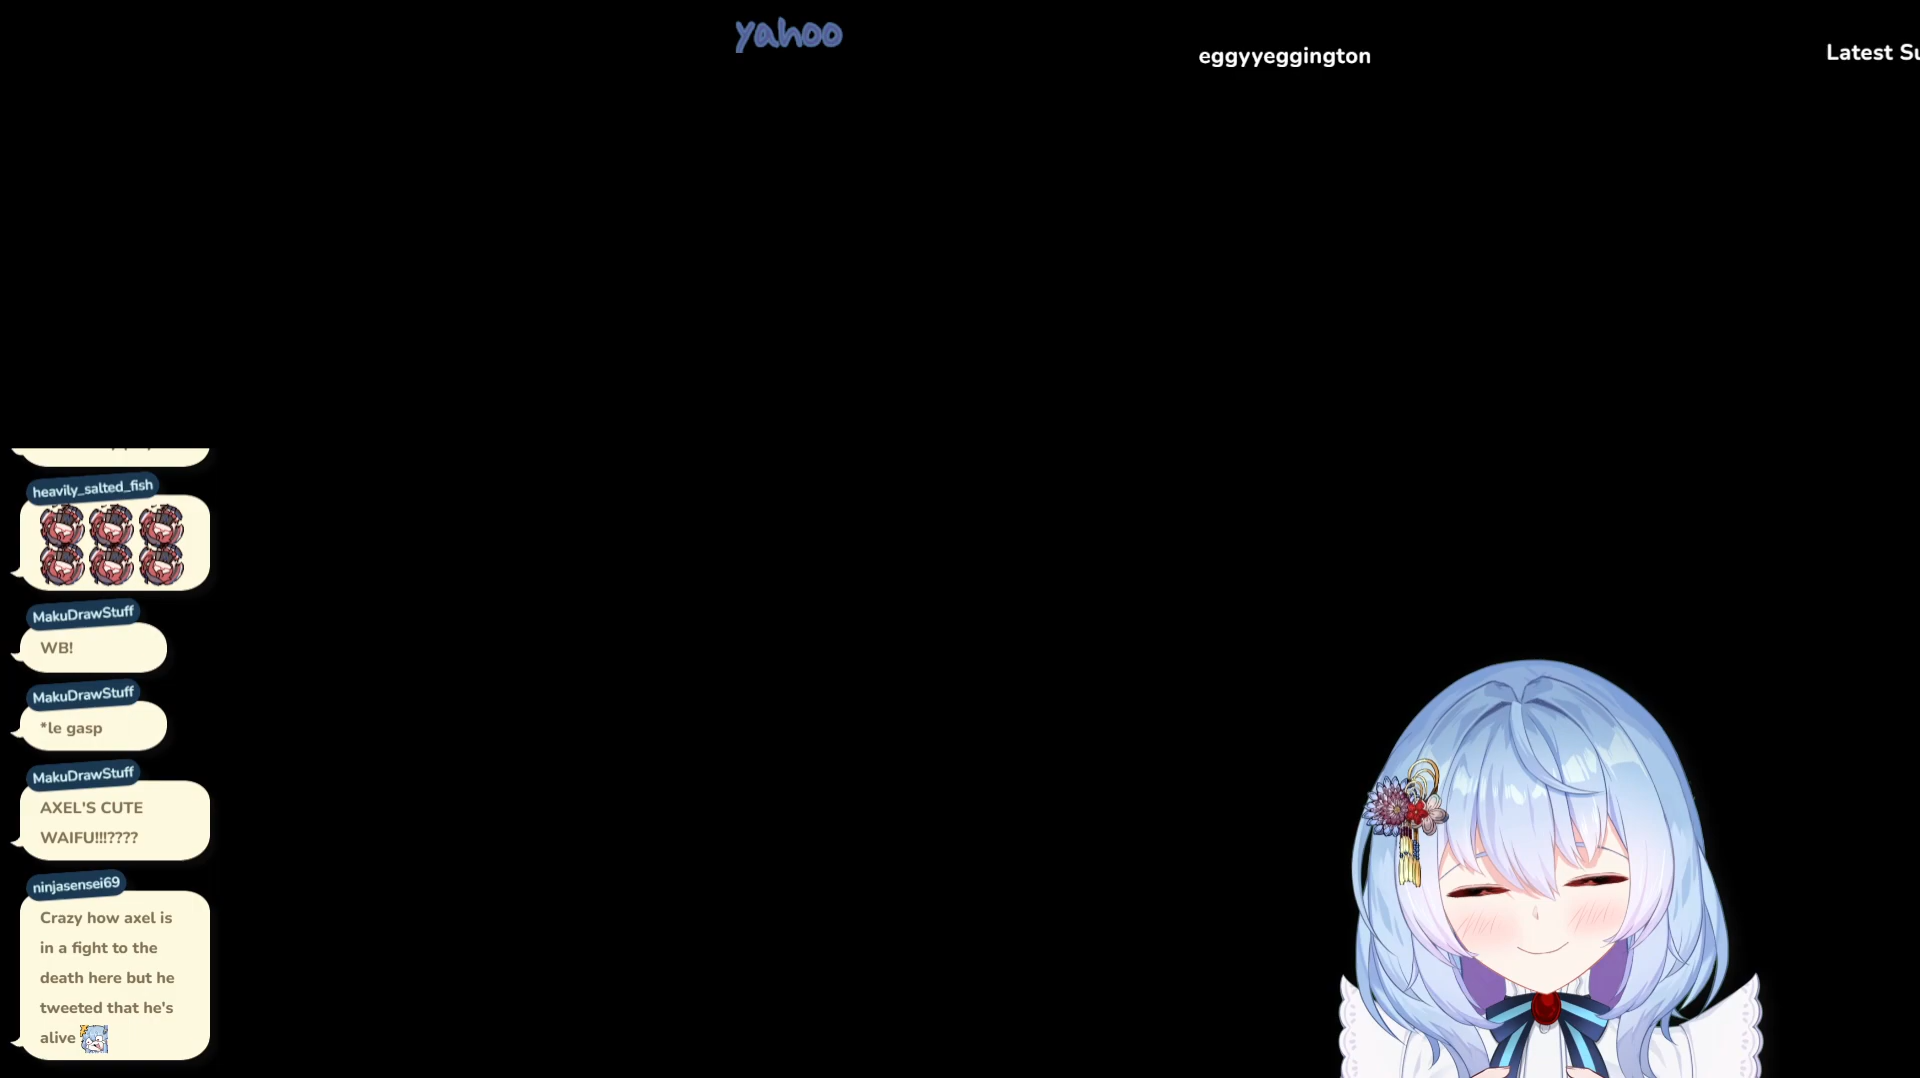 yahoo
eggyyeggington
Latest Su
heavily_salted_fish
MakuDrawStuff
WB!
MakuDrawStuff
*le gasp
MakuDrawStuff
AXEL'S CUTE
WAIFU!!!????
ninjasensei69
Crazy how axel is
in a fight to the
death here but he
tweeted that he's
alive